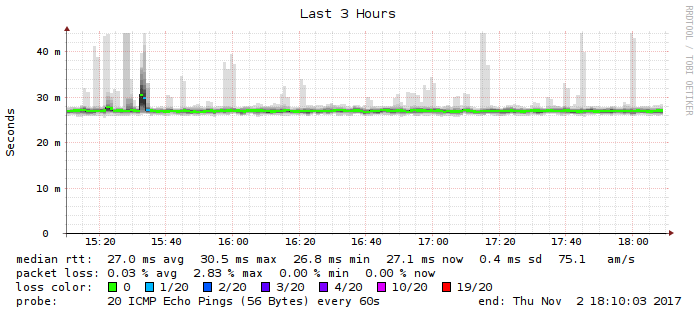 Last 3 Hours
RRDTOOL / TOBI OETIKER
Seconds
40 m
30 m
20 m
10 m
0
15:20 15:40 16:00 16:20 16:40 17:00 17:20 17:40 18:00
median rtt: 27.0 ms avg 30.5 ms max 26.8 ms min 27.1 ms now 0.4 ms sd 75.1 am/s
packet loss: 0.03 % avg 2.83 % max 0.00 % min 0.00 % now
loss color: 0 1/20 2/20 3/20 4/20 10/20 19/20
probe: 20 ICMP Echo Pings (56 Bytes) every 60s end: Thu Nov 2 18:10:03 2017